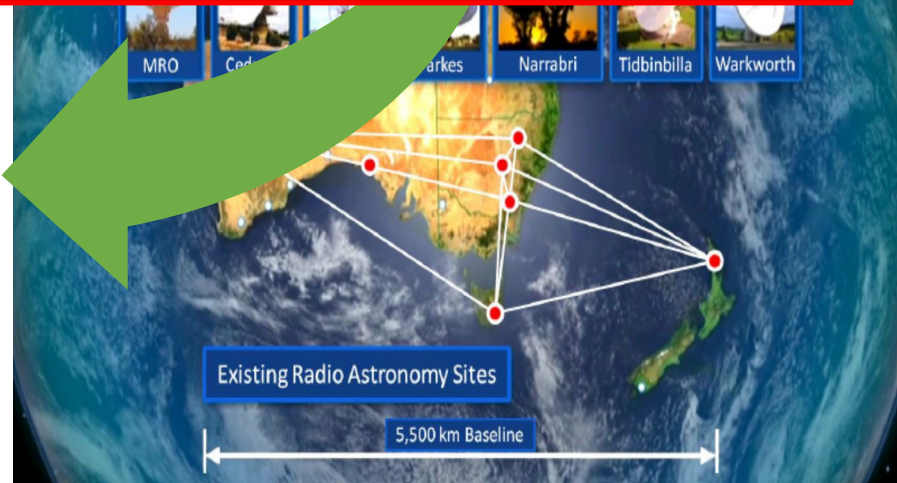 MRO
Narrabri
Tidbinbilla
Warkworth
Existing Radio Astronomy Sites
5,500 km Baseline